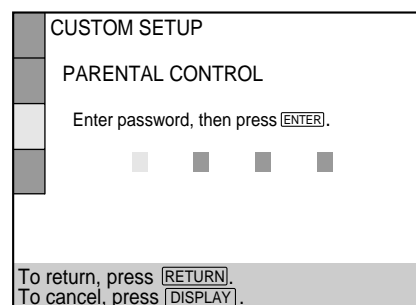 CUSTOM SETUP
PARENTAL CONTROL
Enter password, then press ENTER.
To return, press RETURN.
To cancel, press DISPLAY.